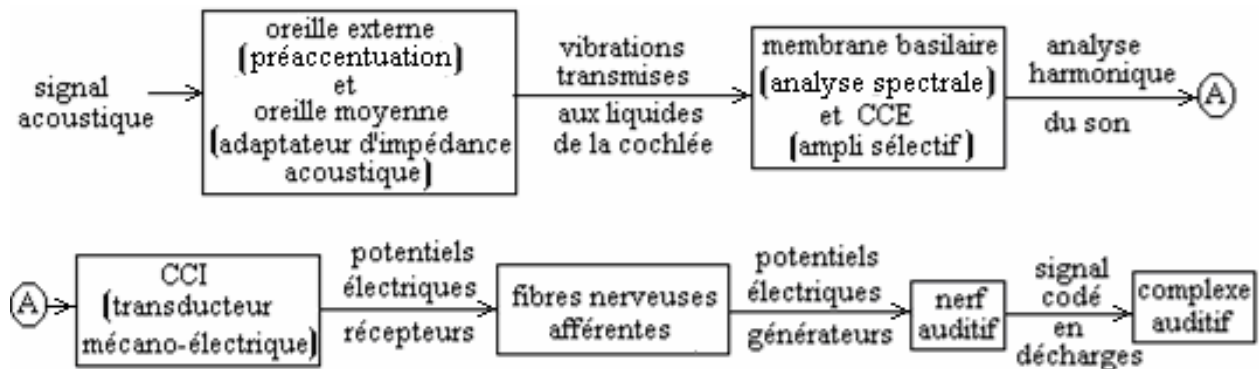 signal
acoustique
oreille externe
(préaccentuation)
et
oreille moyenne
(adaptateur d'impédance
acoustique)
vibrations
transmises
aux liquides
de la cochlée
membrane basilaire
(analyse spectrale)
et CCE
(ampli sélectif)
analyse
harmonique
du son
A
A
CCI
(transducteur
mécano-électrique)
potentiels
électriques
récepteurs
fibres nerveuses
afférentes
potentiels
électriques
générateurs
nerf
auditif
signal
codé
en
décharges
complexe
auditif